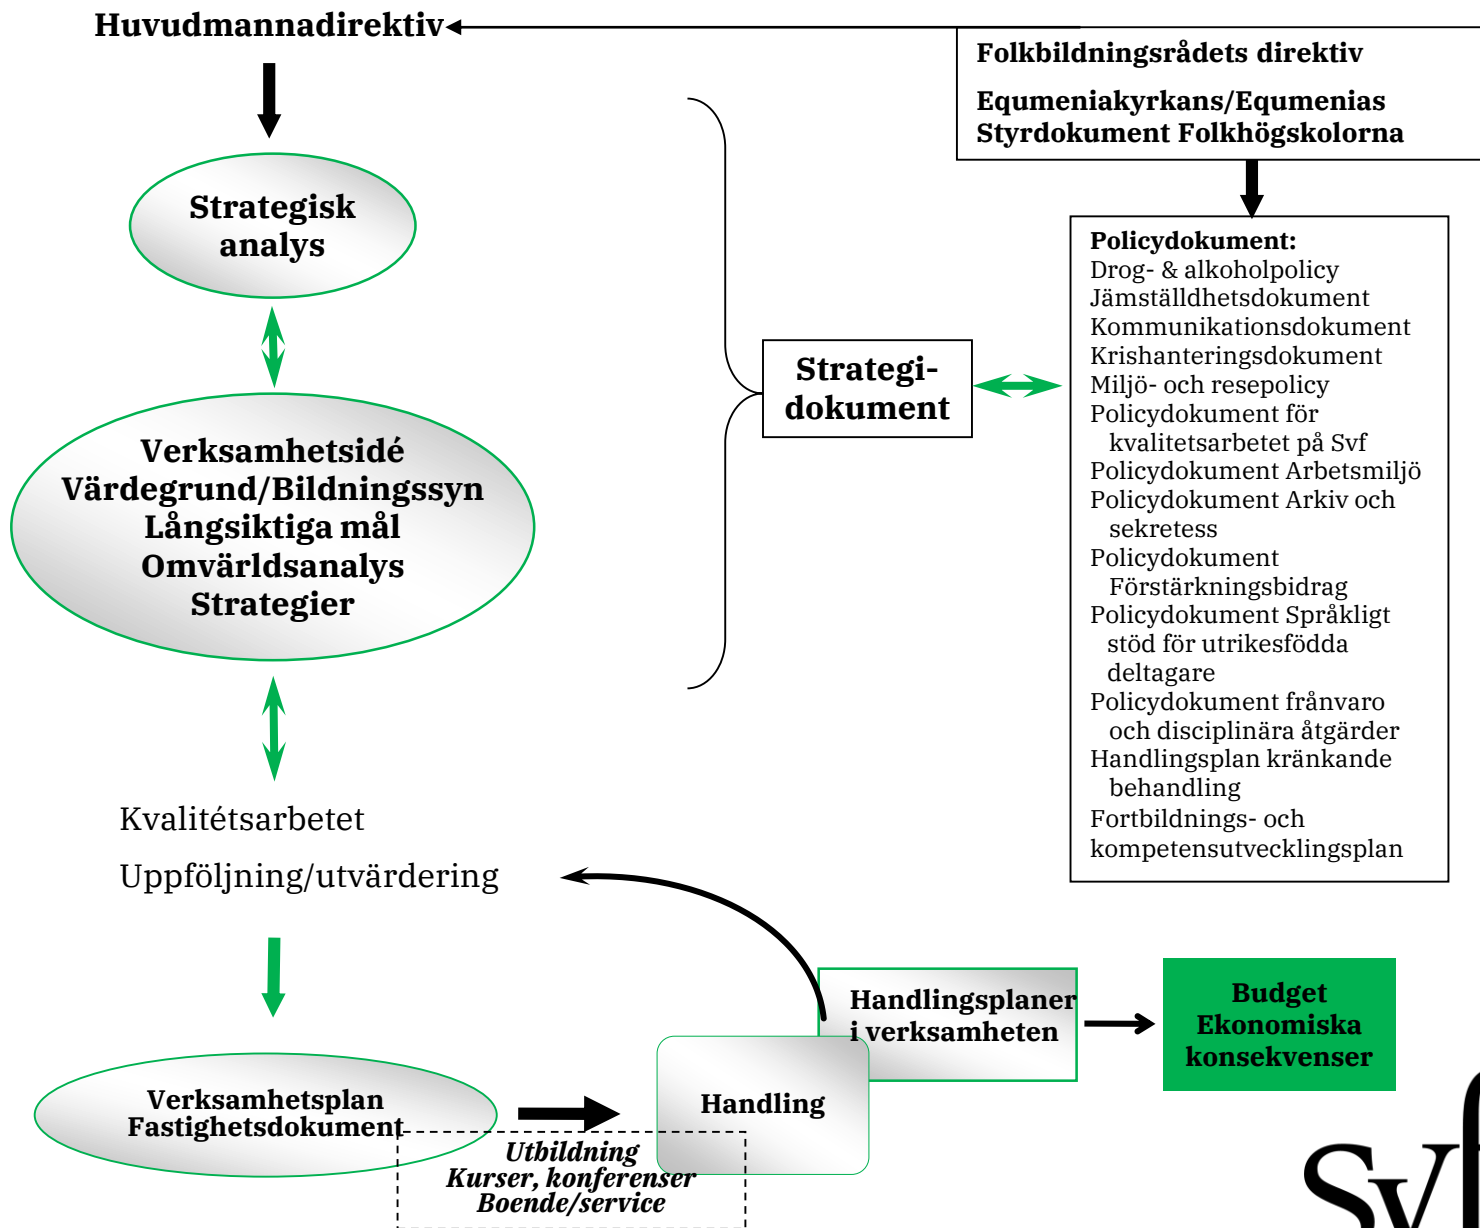 Huvudmannadirektiv
Folkbildningsrådets direktiv
Equmeniakyrkans/Equmenias
Styrdokument Folkhögskolorna
Strategisk
analys
Policydokument:
Drog- & alkoholpolicy
Jämställdhetsdokument
Kommunikationsdokument
Krishanteringsdokument
Miljö- och resepolicy
Policydokument för
kvalitetsarbetet på Svf
Policydokument Arbetsmiljö
Policydokument Arkiv och
sekretess
Policydokument
Förstärkningsbidrag
Policydokument Språkligt
stöd för utrikesfödda
deltagare
Policydokument frånvaro
och disciplinära åtgärder
Handlingsplan kränkande
behandling
Fortbildnings- och
kompetensutvecklingsplan
Strategi-
dokument
Verksamhetsidé
Värdegrund/Bildningssyn
Långsiktiga mål
Omvärldsanalys
Strategier
Kvalitétsarbetet
Uppföljning/utvärdering
Handlingsplaner
i verksamheten
Budget
Ekonomiska
konsekvenser
Verksamhetsplan
Fastighetsdokument
Handling
Utbildning
Kurser, konferenser
Boende/service
Svf